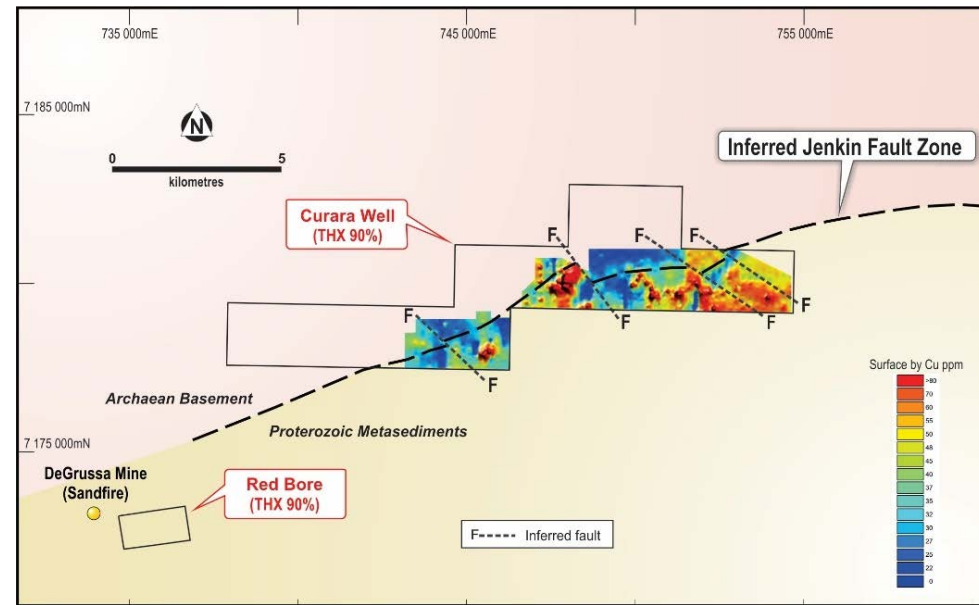 735 000mE
745 000mE
755 000mE
7 185 000mN
N
0 5
kilometres
Inferred Jenkin Fault Zone
Curara Well
(THX 90%)
F
F
F
F
F
F
F
F
Surface by Cu ppm
>80
70
60
55
50
48
45
40
37
35
32
30
27
25
22
0
Archaean Basement
Proterozoic Metasediments
7 175 000mN
DeGrussa Mine
(Sandfire)
Red Bore
(THX 90%)
F Inferred fault